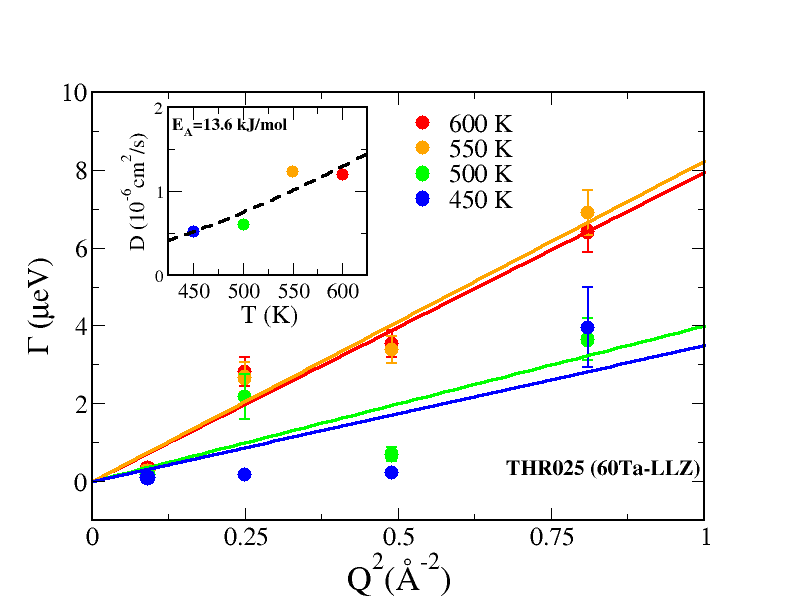 10
8
6
4
2
0
Γ (μeV)
0
0.25
0.5
0.75
1
Q²(Å⁻²)
600 K
550 K
500 K
450 K
THR025 (60Ta-LLZ)
E_A=13.6 kJ/mol
2
1
0
D (10⁻⁶cm²/s)
450
500
550
600
T (K)